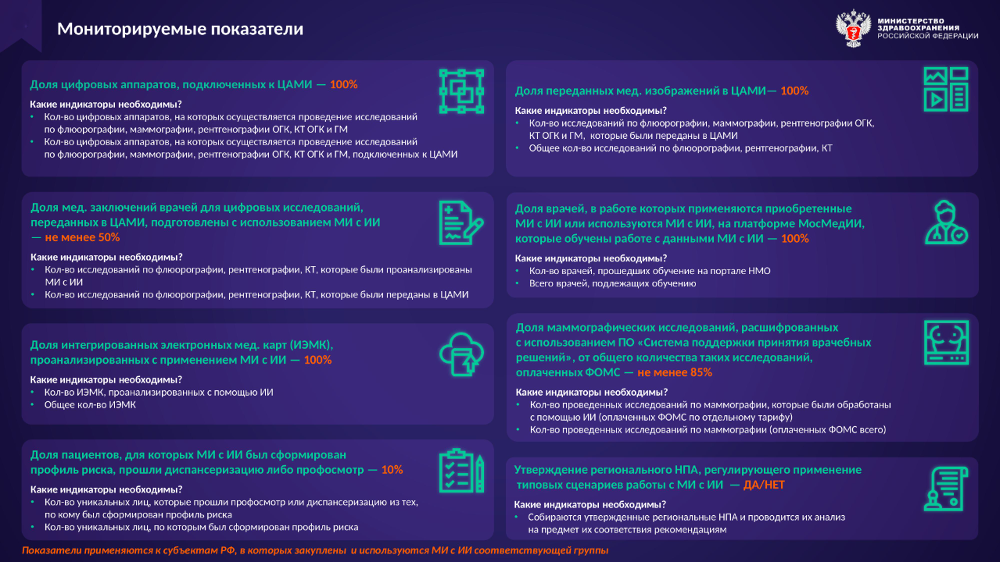 Мониторируемые показатели
МИНИСТЕРСТВО
ЗДРАВООХРАНЕНИЯ
РОССИЙСКОЙ ФЕДЕРАЦИИ
Доля цифровых аппаратов, подключенных к ЦАМИ — 100%
Какие индикаторы необходимы?
• Кол-во цифровых аппаратов, на которых осуществляется проведение исследований
по флюорографии, маммографии, рентгенографии ОГК, КТ ОГК и ГМ
• Кол-во цифровых аппаратов, на которых осуществляется проведение исследований
по флюорографии, маммографии, рентгенографии ОГК, КТ ОГК и ГМ, подключенных к ЦАМИ
Доля переданных мед. изображений в ЦАМИ— 100%
Какие индикаторы необходимы?
• Кол-во исследований по флюорографии, маммографии, рентгенографии ОГК,
КТ ОГК и ГМ, которые были переданы в ЦАМИ
• Общее кол-во исследований по флюорографии, рентгенографии, КТ
Доля мед. заключений врачей для цифровых исследований,
переданных в ЦАМИ, подготовлены с использованием МИ с ИИ
— не менее 50%
Какие индикаторы необходимы?
• Кол-во исследований по флюорографии, рентгенографии, КТ, которые были проанализированы
МИ с ИИ
• Кол-во исследований по флюорографии, рентгенографии, КТ, которые были переданы в ЦАМИ
Доля врачей, в работе которых применяются приобретенные
МИ с ИИ или используются МИ с ИИ, на платформе МосМедИИ,
которые обучены работе с данными МИ с ИИ — 100%
Какие индикаторы необходимы?
• Кол-во врачей, прошедших обучение на портале НМО
• Всего врачей, подлежащих обучению
Доля интегрированных электронных мед. карт (ИЭМК),
проанализированных с применением МИ с ИИ — 100%
Какие индикаторы необходимы?
• Кол-во ИЭМК, проанализированных с помощью ИИ
• Общее кол-во ИЭМК
Доля маммографических исследований, расшифрованных
с использованием ПО «Система поддержки принятия врачебных
решений», от общего количества таких исследований,
оплаченных ФОМС — не менее 85%
Какие индикаторы необходимы?
• Кол-во проведенных исследований по маммографии, которые были обработаны
с помощью ИИ (оплаченных ФОМС по отдельному тарифу)
• Кол-во проведенных исследований по маммографии (оплаченных ФОМС всего)
Доля пациентов, для которых МИ с ИИ был сформирован
профиль риска, прошли диспансеризацию либо профосмотр — 10%
Какие индикаторы необходимы?
• Кол-во уникальных лиц, которые прошли профосмотр или диспансеризацию из тех,
по кому был сформирован профиль риска
• Кол-во уникальных лиц, по которым был сформирован профиль риска
Утверждение регионального НПА, регулирующего применение
типовых сценариев работы с МИ с ИИ — ДА/НЕТ
Какие индикаторы необходимы?
• Собираются утвержденные региональные НПА и проводится их анализ
на предмет их соответствия рекомендациям
Показатели применяются к субъектам РФ, в которых закуплены и используются МИ с ИИ соответствующей группы